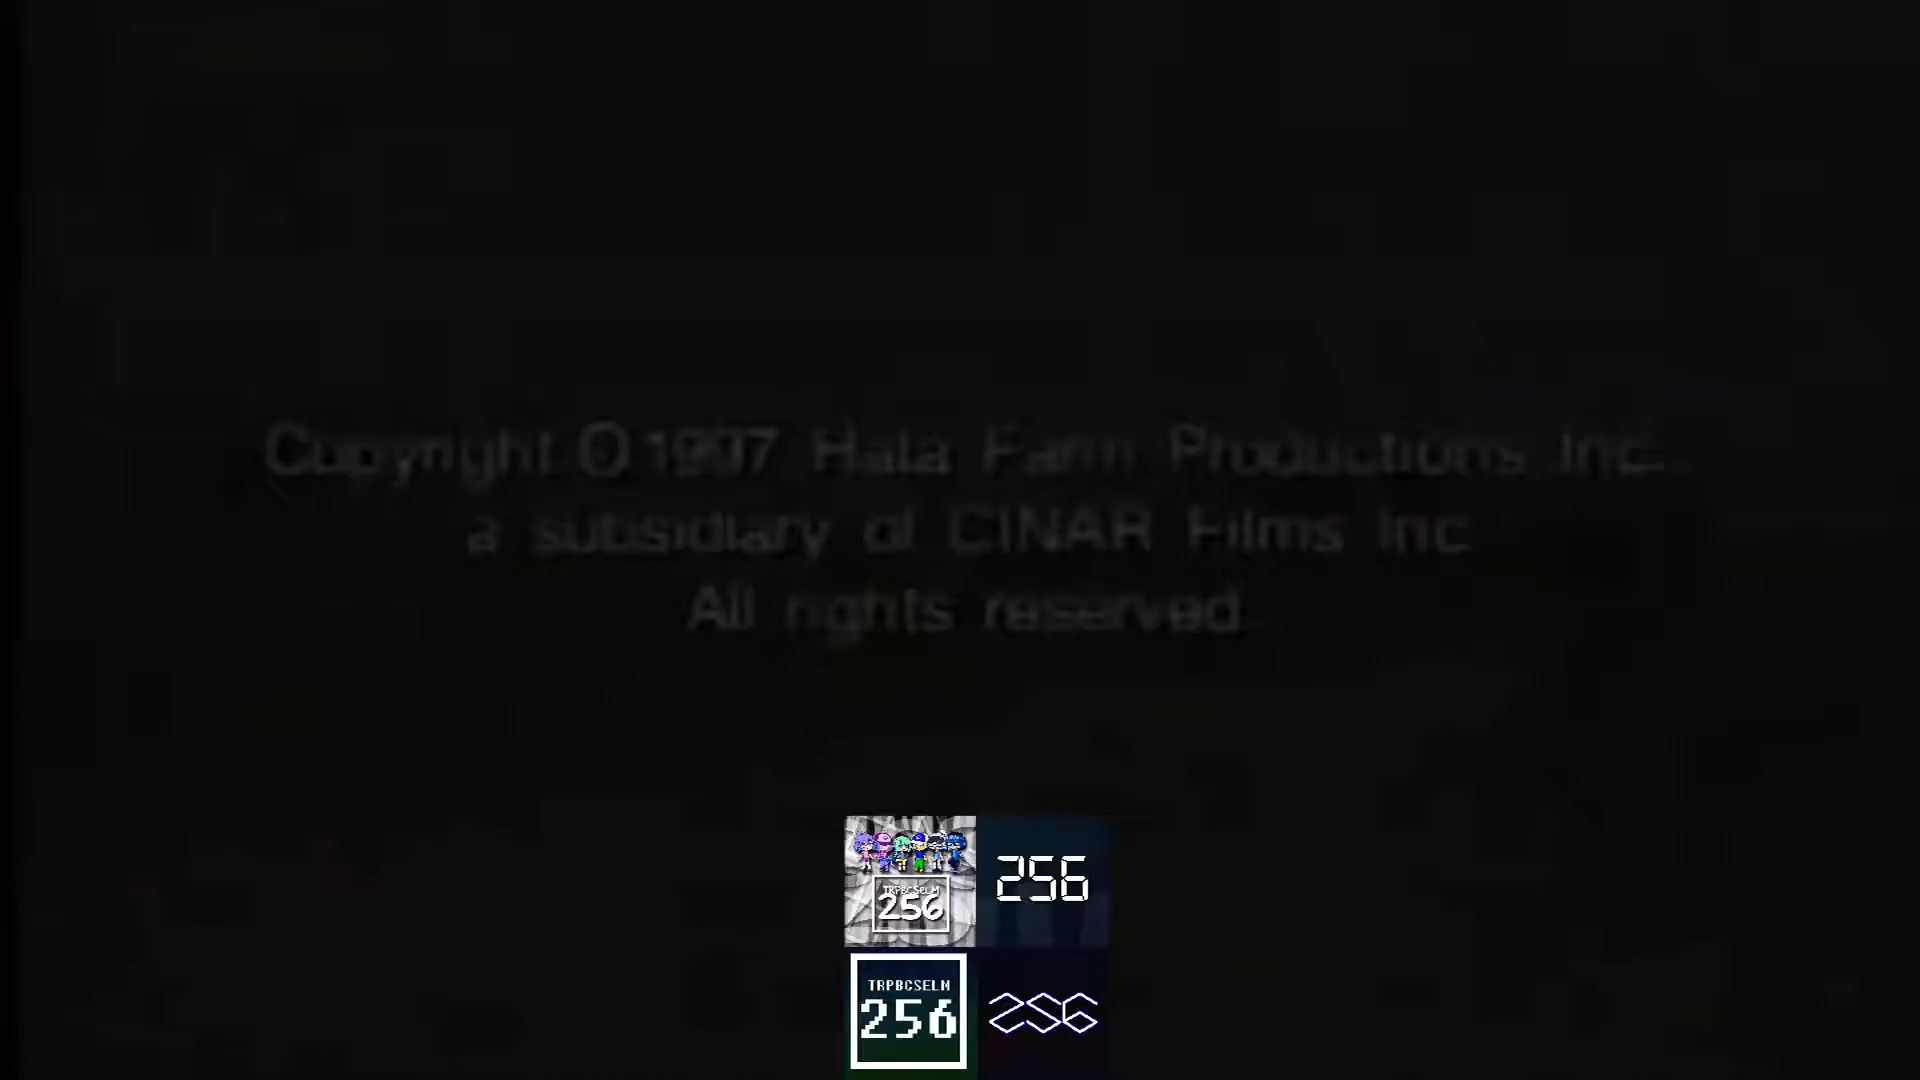 Copyright © 1997 Hala Farm Productions Inc.
a subsidiary of CINAR Films Inc
All rights reserved.
TRPBCSELM
256
256
TRPBCSELM
256
256